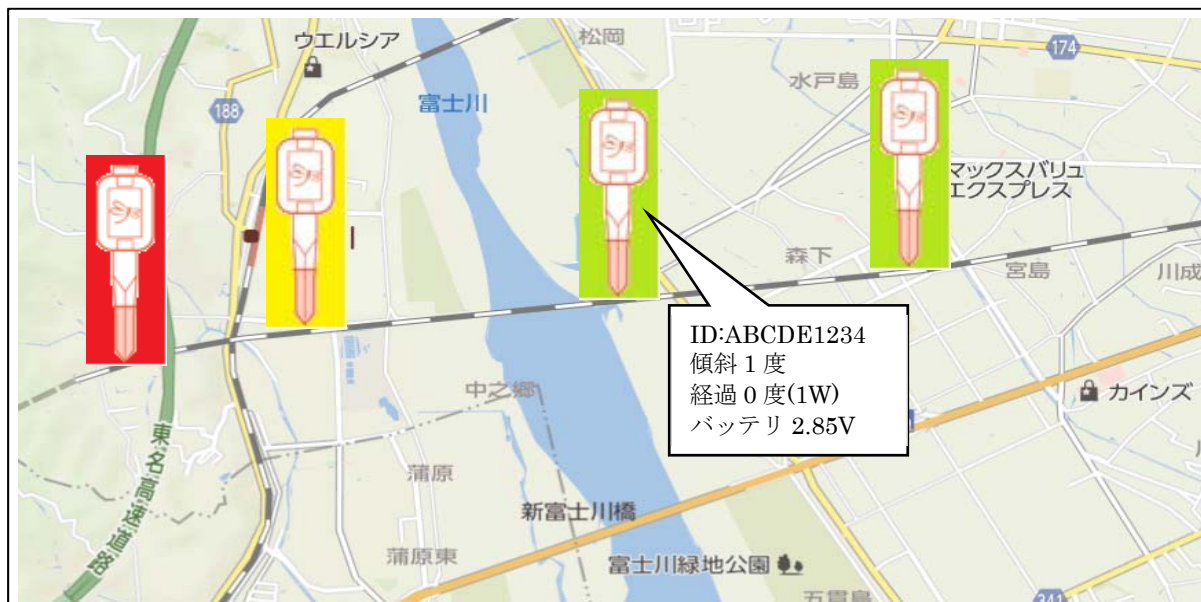 ウエルシア
松岡
174
水戸島
富士川
188
マックスバリュ
エクスプレス
森下
宮島
川成
ID:ABCDE1234
傾斜 1 度
経過 0 度(1W)
バッテリ 2.85V
中之郷
カインズ
東名高速道路
蒲原
新富士川橋
蒲原東
富士川緑地公園
五貫島
341